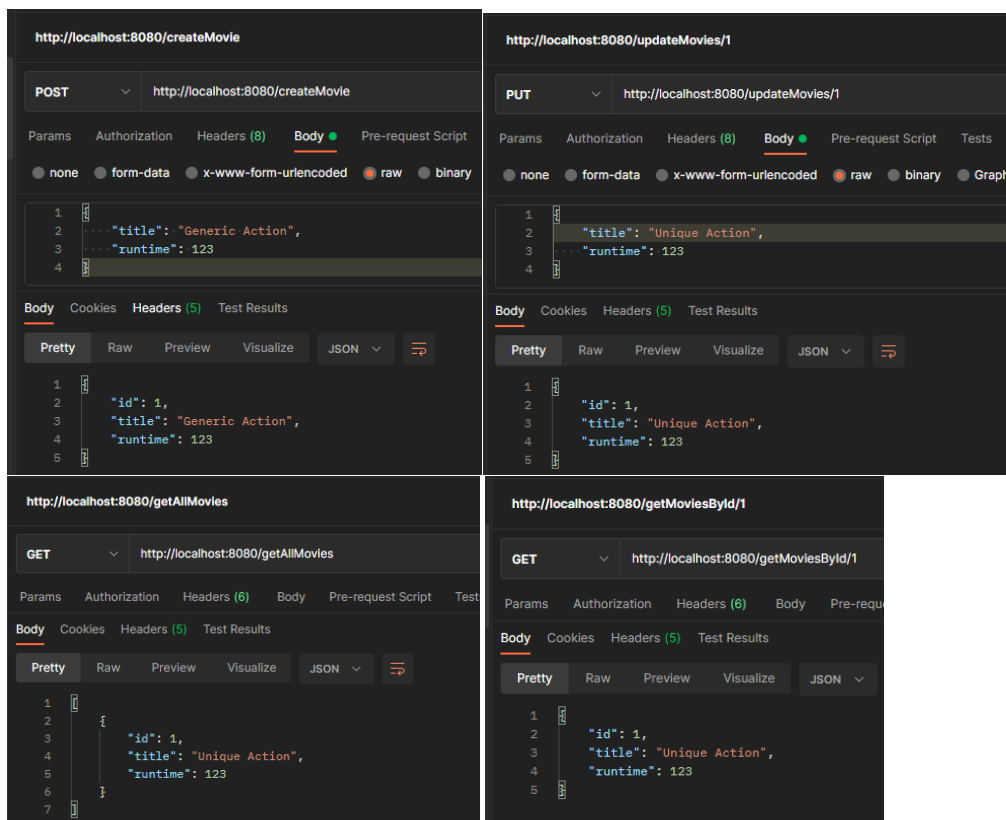 http://localhost:8080/createMovie
POST http://localhost:8080/createMovie
Params Authorization Headers (8) Body Pre-request Script
none form-data x-www-form-urlencoded raw binary
1 {
2 "title": "Generic Action",
3 "runtime": 123
4 }
Body Cookies Headers (5) Test Results
Pretty Raw Preview Visualize JSON
1 {
2 "id": 1,
3 "title": "Generic Action",
4 "runtime": 123
5 }
http://localhost:8080/updateMovies/1
PUT http://localhost:8080/updateMovies/1
Params Authorization Headers (8) Body Pre-request Script Tests
none form-data x-www-form-urlencoded raw binary Graph
1 {
2 "title": "Unique Action",
3 "runtime": 123
4 }
Body Cookies Headers (5) Test Results
Pretty Raw Preview Visualize JSON
1 {
2 "id": 1,
3 "title": "Unique Action",
4 "runtime": 123
5 }
http://localhost:8080/getAllMovies
GET http://localhost:8080/getAllMovies
Params Authorization Headers (6) Body Pre-request Script Test
Body Cookies Headers (5) Test Results
Pretty Raw Preview Visualize JSON
1 [
2 {
3 "id": 1,
4 "title": "Unique Action",
5 "runtime": 123
6 }
7 ]
http://localhost:8080/getMoviesById/1
GET http://localhost:8080/getMoviesById/1
Params Authorization Headers (6) Body Pre-requ
Body Cookies Headers (5) Test Results
Pretty Raw Preview Visualize JSON
1 {
2 "id": 1,
3 "title": "Unique Action",
4 "runtime": 123
5 }